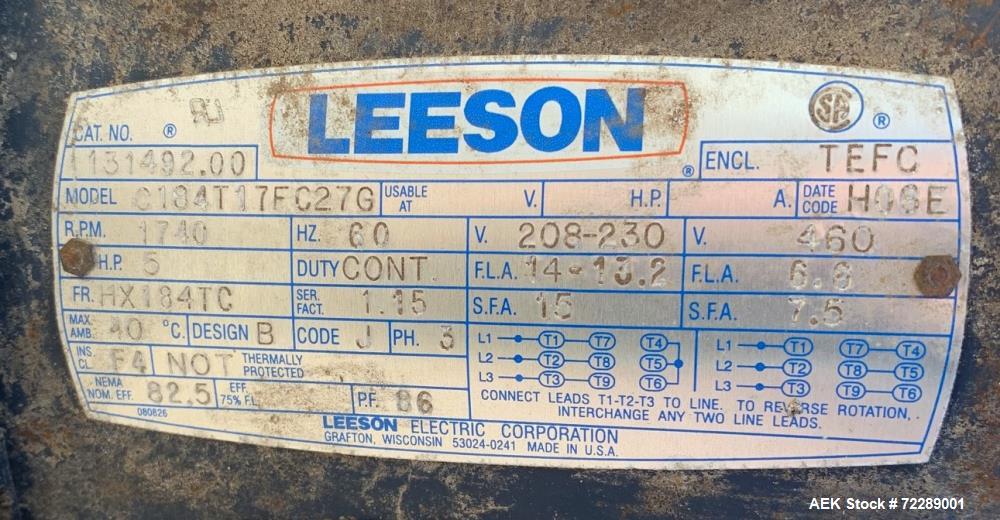 LEESON ®
CAT. NO. ® 131492.00
ENCL. TEFC
MODEL C184T17FC27G USABLE AT V. H.P. A. DATE CODE
R.P.M. 1740 HZ. 60 V. 208-230 V. 460
H.P. 5 DUTY CONT. F.L.A. 14-13.2 F.L.A. 6.6
FR. HX184TC SER. FACT. 1.15 S.F.A. 15 S.F.A. 7.5
MAX. AMB. 40 °C. DESIGN B CODE J PH. 3
INS. CL. F4 NOT THERMALLY PROTECTED
NEMA NOM. EFF. 82.5 EFF. 75% F.L. P.F. 86
L1 T1 T7 T4 L1 T1 T7 T4
L2 T2 T8 T5 L2 T2 T8 T5
L3 T3 T9 T6 L3 T3 T9 T6
CONNECT LEADS T1-T2-T3 TO LINE. TO REVERSE ROTATION,
INTERCHANGE ANY TWO LINE LEADS.
080826
LEESON ELECTRIC CORPORATION
GRAFTON, WISCONSIN 53024-0241 MADE IN U.S.A.
AEK Stock # 72289001